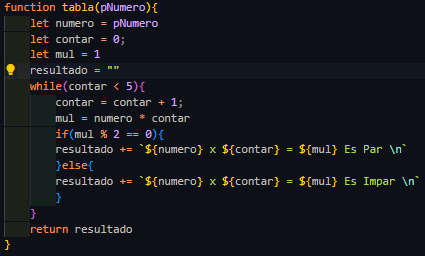 function tabla(pNumero){
    let numero = pNumero
    let contar = 0;
    let mul = 1
    resultado = ""
    while(contar < 5){
        contar = contar + 1;
        mul = numero * contar
        if(mul % 2 == 0){
        resultado += `${numero} x ${contar} = ${mul} Es Par \n`
        }else{
        resultado += `${numero} x ${contar} = ${mul} Es Impar \n`
        }
    }
    return resultado
}